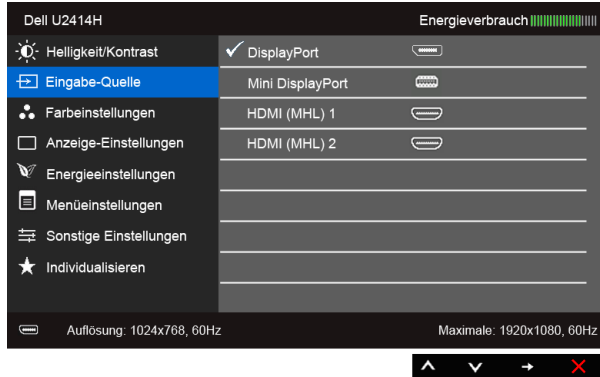 Dell U2414H
Energieverbrauch
Helligkeit/Kontrast
DisplayPort
Eingabe-Quelle
Mini DisplayPort
Farbeinstellungen
HDMI (MHL) 1
Anzeige-Einstellungen
HDMI (MHL) 2
Energieeinstellungen
Menüeinstellungen
Sonstige Einstellungen
Individualisieren
Auflösung: 1024x768, 60Hz
Maximale: 1920x1080, 60Hz